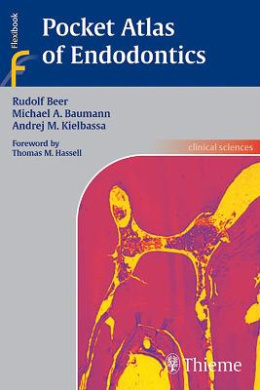 Flexibook
f
Pocket Atlas
of Endodontics
Rudolf Beer
Michael A. Baumann
Andrej M. Kielbassa
Foreword by
Thomas M. Hassell
clinical sciences
Thieme